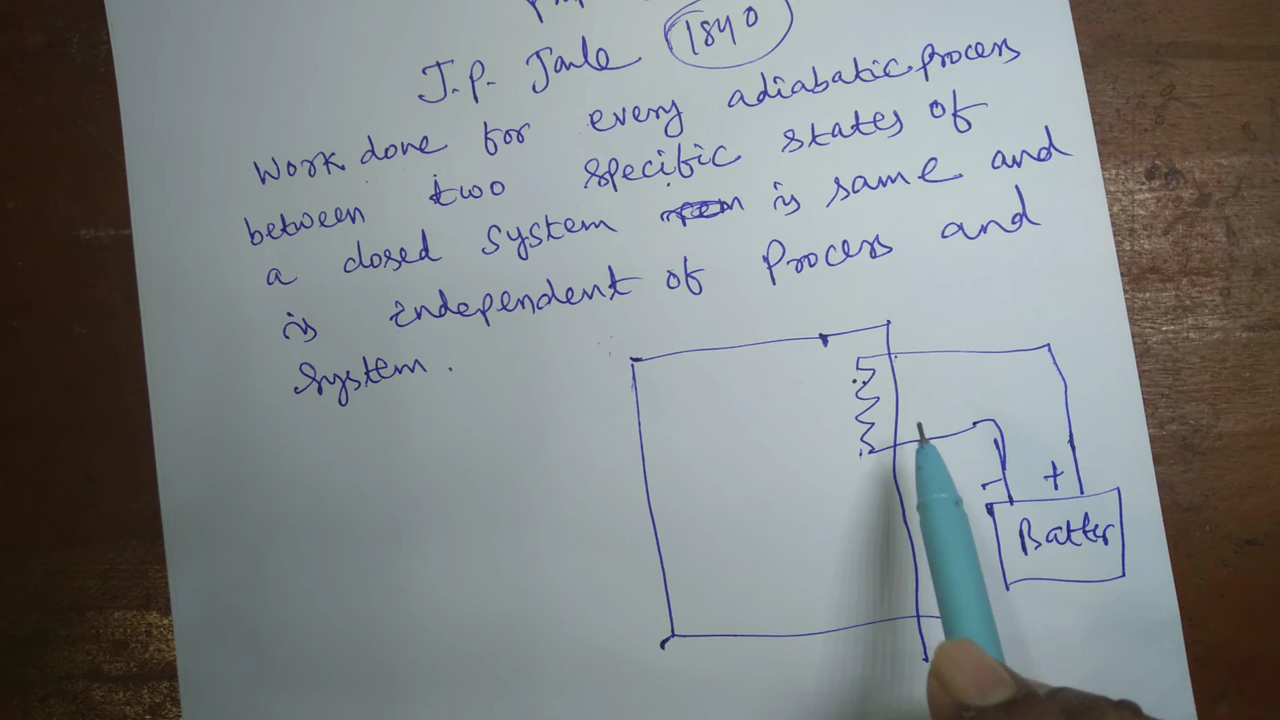 J.P. Joule 1840
Work done for every adiabatic process
between two specific states of
a closed system is same and
is independent of Process and
System.
- +
Batter